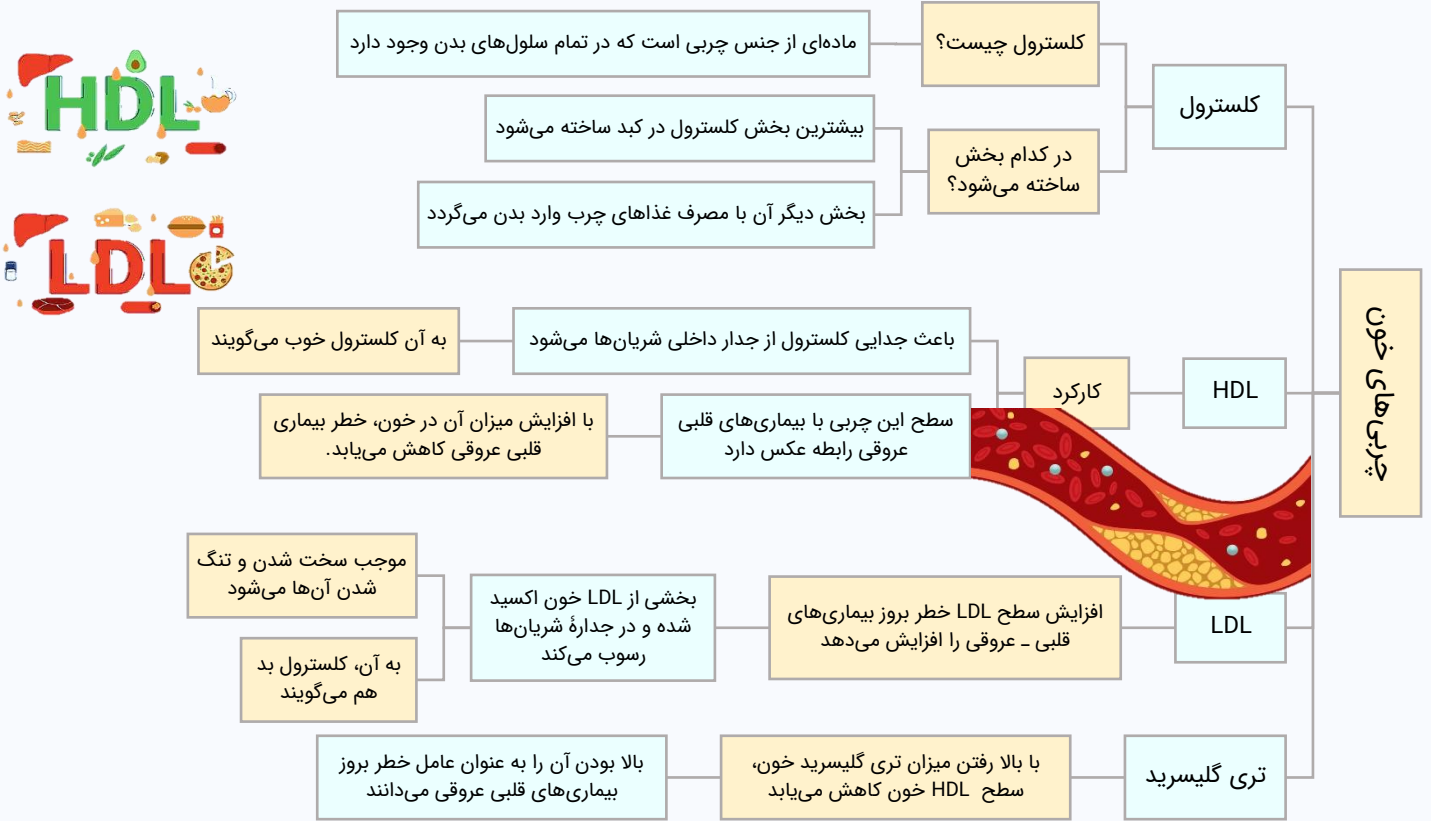 چربی‌های خون
کلسترول
کلسترول چیست؟
ماده‌ای از جنس چربی است که در تمام سلول‌های بدن وجود دارد
در کدام بخش
ساخته می‌شود؟
بیشترین بخش کلسترول در کبد ساخته می‌شود
بخش دیگر آن با مصرف غذاهای چرب وارد بدن می‌گردد
HDL
کارکرد
باعث جدایی کلسترول از جدار داخلی شریان‌ها می‌شود
به آن کلسترول خوب می‌گویند
سطح این چربی با بیماری‌های قلبی
عروقی رابطه عکس دارد
با افزایش میزان آن در خون، خطر بیماری
قلبی عروقی کاهش می‌یابد.
LDL
افزایش سطح LDL خطر بروز بیماری‌های
قلبی ـ عروقی را افزایش می‌دهد
بخشی از LDL خون اکسید
شده و در جدارهٔ شریان‌ها
رسوب می‌کند
موجب سخت شدن و تنگ
شدن آن‌ها می‌شود
به آن، کلسترول بد
هم می‌گویند
تری گلیسرید
با بالا رفتن میزان تری گلیسرید خون،
سطح HDL خون کاهش می‌یابد
بالا بودن آن را به عنوان عامل خطر بروز
بیماری‌های قلبی عروقی می‌دانند
HDL
LDL